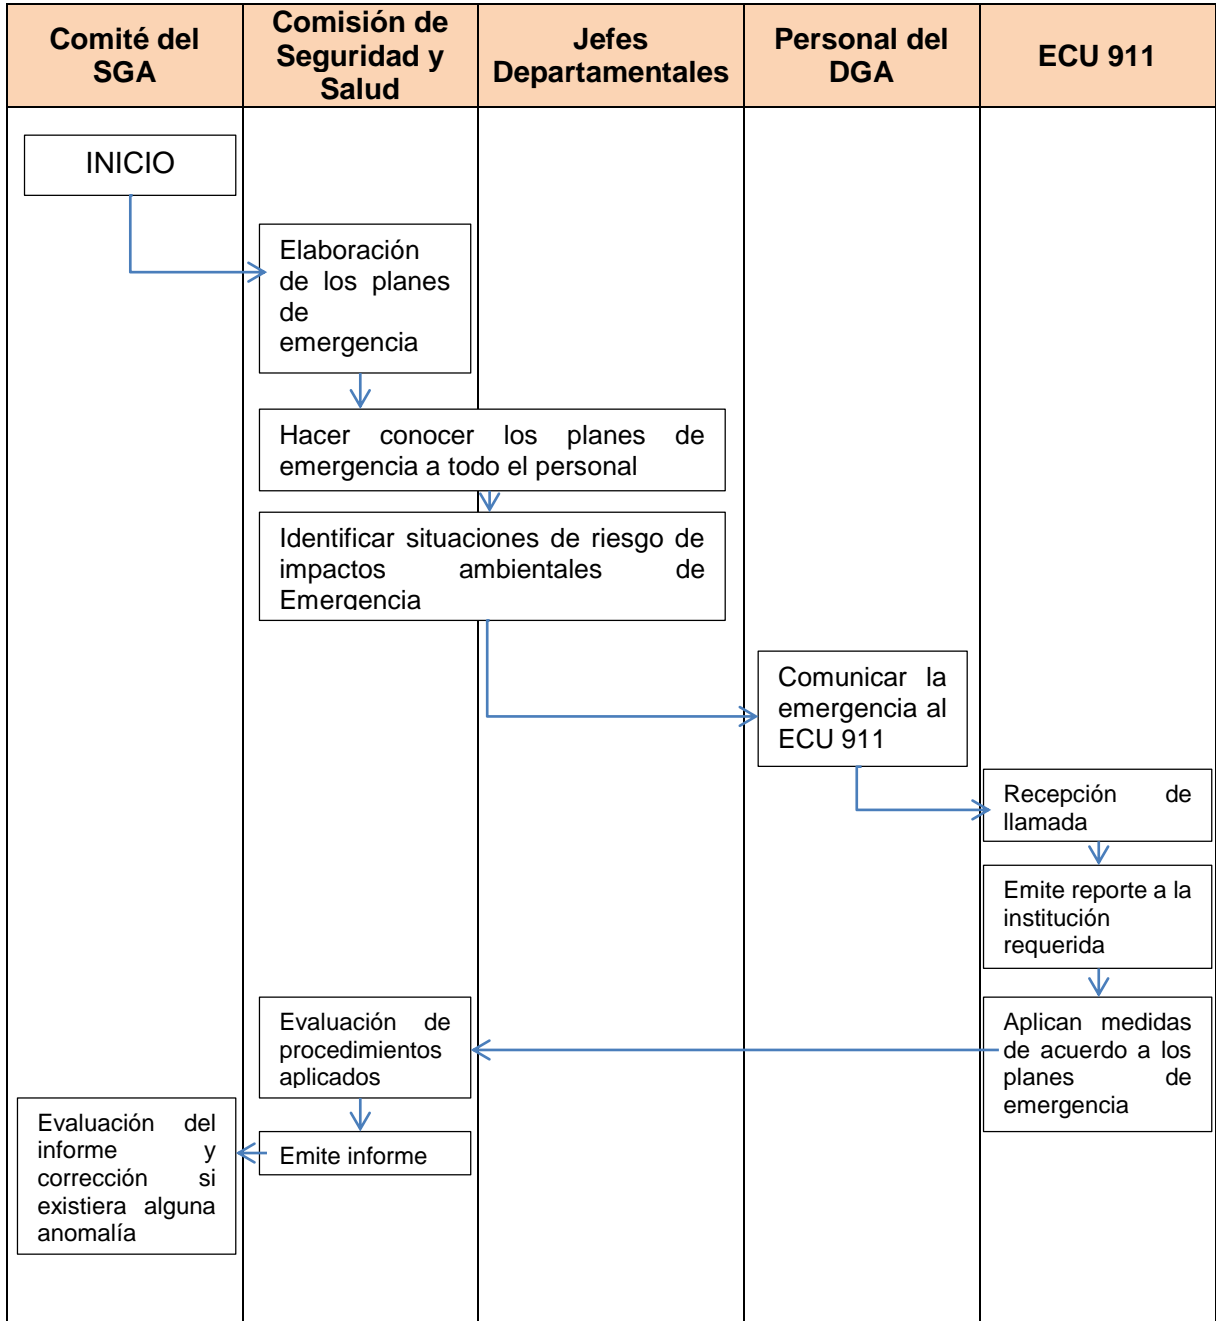 Comité del
SGA
Comisión de
Seguridad y
Salud
Jefes
Departamentales
Personal del
DGA
ECU 911
INICIO
Elaboración
de los planes
de
emergencia
Hacer conocer los planes de
emergencia a todo el personal
Identificar situaciones de riesgo de
impactos ambientales de
Emergencia
Comunicar la
emergencia al
ECU 911
Recepción de
llamada
Emite reporte a la
institución
requerida
Aplican medidas
de acuerdo a los
planes de
emergencia
Evaluación de
procedimientos
aplicados
Emite informe
Evaluación del
informe y
corrección si
existiera alguna
anomalía